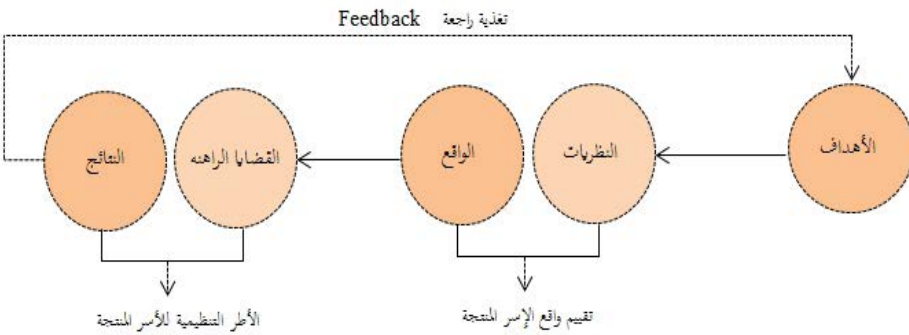 تغذية راجعة Feedback
الأهداف
النظريات
الواقع
القضايا الراهنه
النتائج
تقييم واقع الإسر المنتجة
الأطر التنظيمية للأسر المنتجة